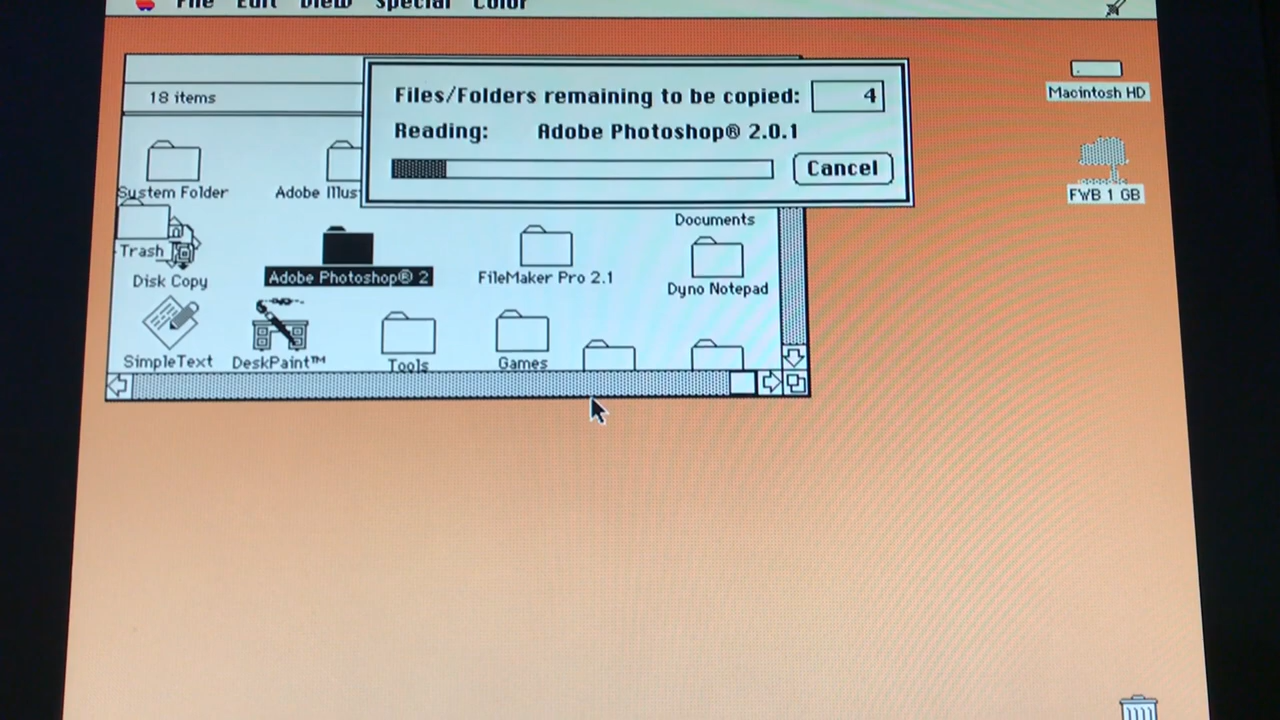 File Edit View Special Color
18 items
Files/Folders remaining to be copied: 4
Reading: Adobe Photoshop® 2.0.1
Cancel
Macintosh HD
FWB 1 GB
System Folder
Adobe Illus
Documents
Trash
Disk Copy
Adobe Photoshop® 2
FileMaker Pro 2.1
Dyno Notepad
SimpleText
DeskPaint™
Tools
Games